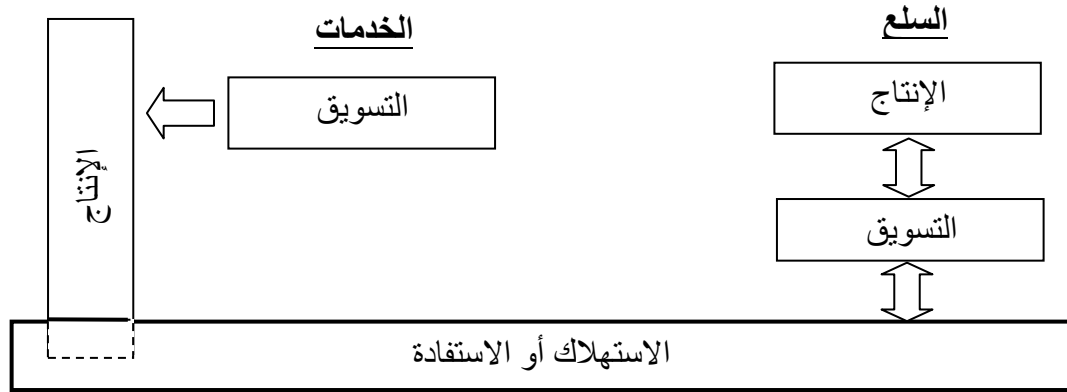 السلع
الخدمات
الإنتاج
التسويق
الإنتاج
التسويق
الاستهلاك أو الاستفادة